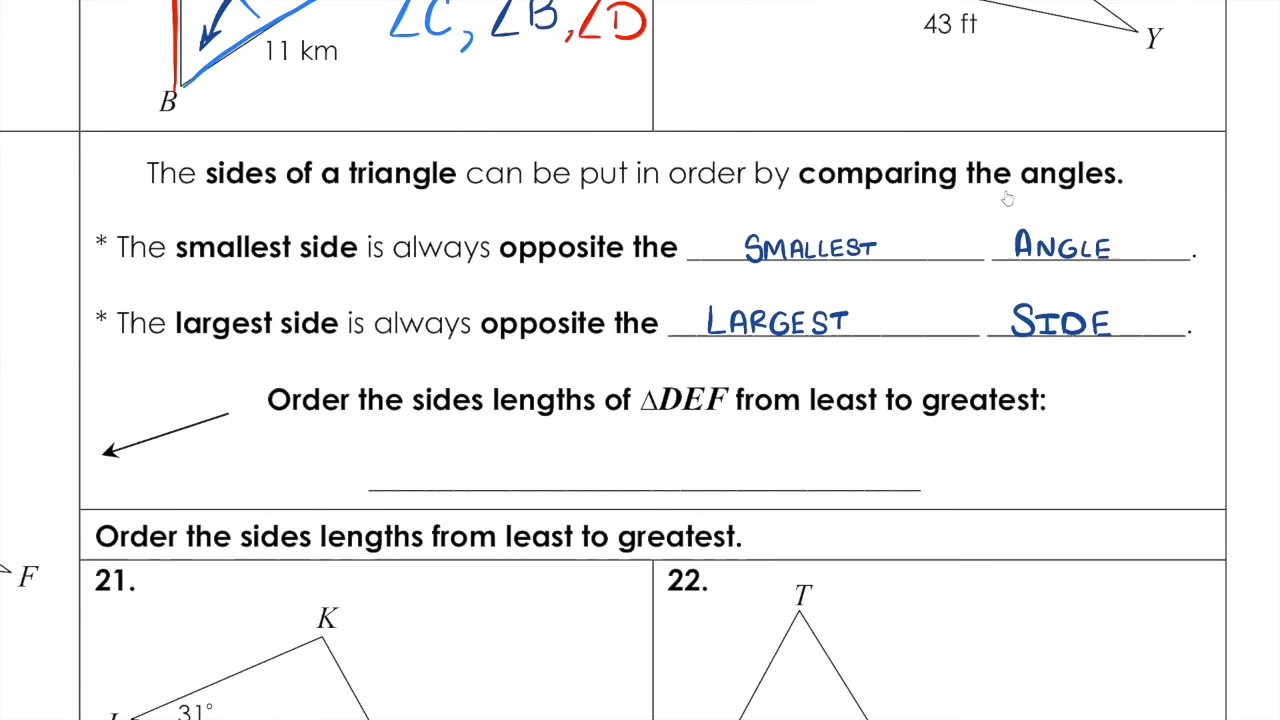 ∠C, ∠B, ∠D
11 km
B
43 ft
Y
The sides of a triangle can be put in order by comparing the angles.
* The smallest side is always opposite the SMALLEST ANGLE.
* The largest side is always opposite the LARGEST SIDE.
Order the sides lengths of ∆DEF from least to greatest:
Order the sides lengths from least to greatest.
F
21.
K
31°
22.
T